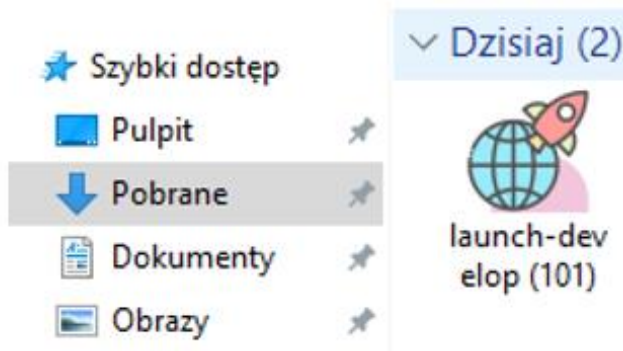 Szybki dostęp
Pulpit
Pobrane
Dokumenty
Obrazy
Dzisiaj (2)
launch-dev
elop (101)